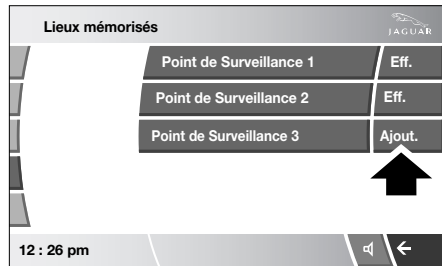 Lieux mémorisés
JAGUAR
Point de Surveillance 1 Eff.
Point de Surveillance 2 Eff.
Point de Surveillance 3 Ajout.
12 : 26 pm